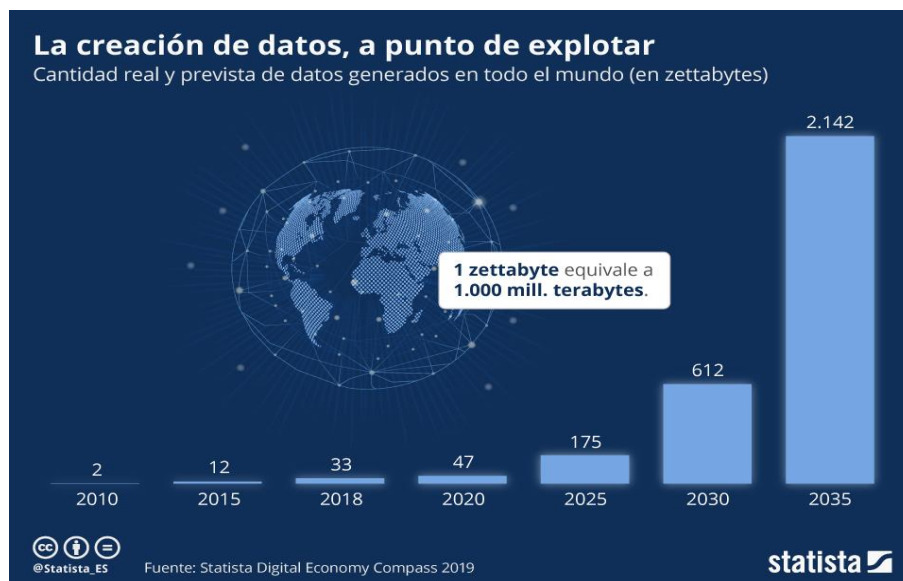 La creación de datos, a punto de explotar
Cantidad real y prevista de datos generados en todo el mundo (en zettabytes)
2.142
1 zettabyte equivale a
1.000 mill. terabytes.
612
175
47
33
12
2
2010 2015 2018 2020 2025 2030 2035
cc
@Statista_ES
Fuente: Statista Digital Economy Compass 2019
statista